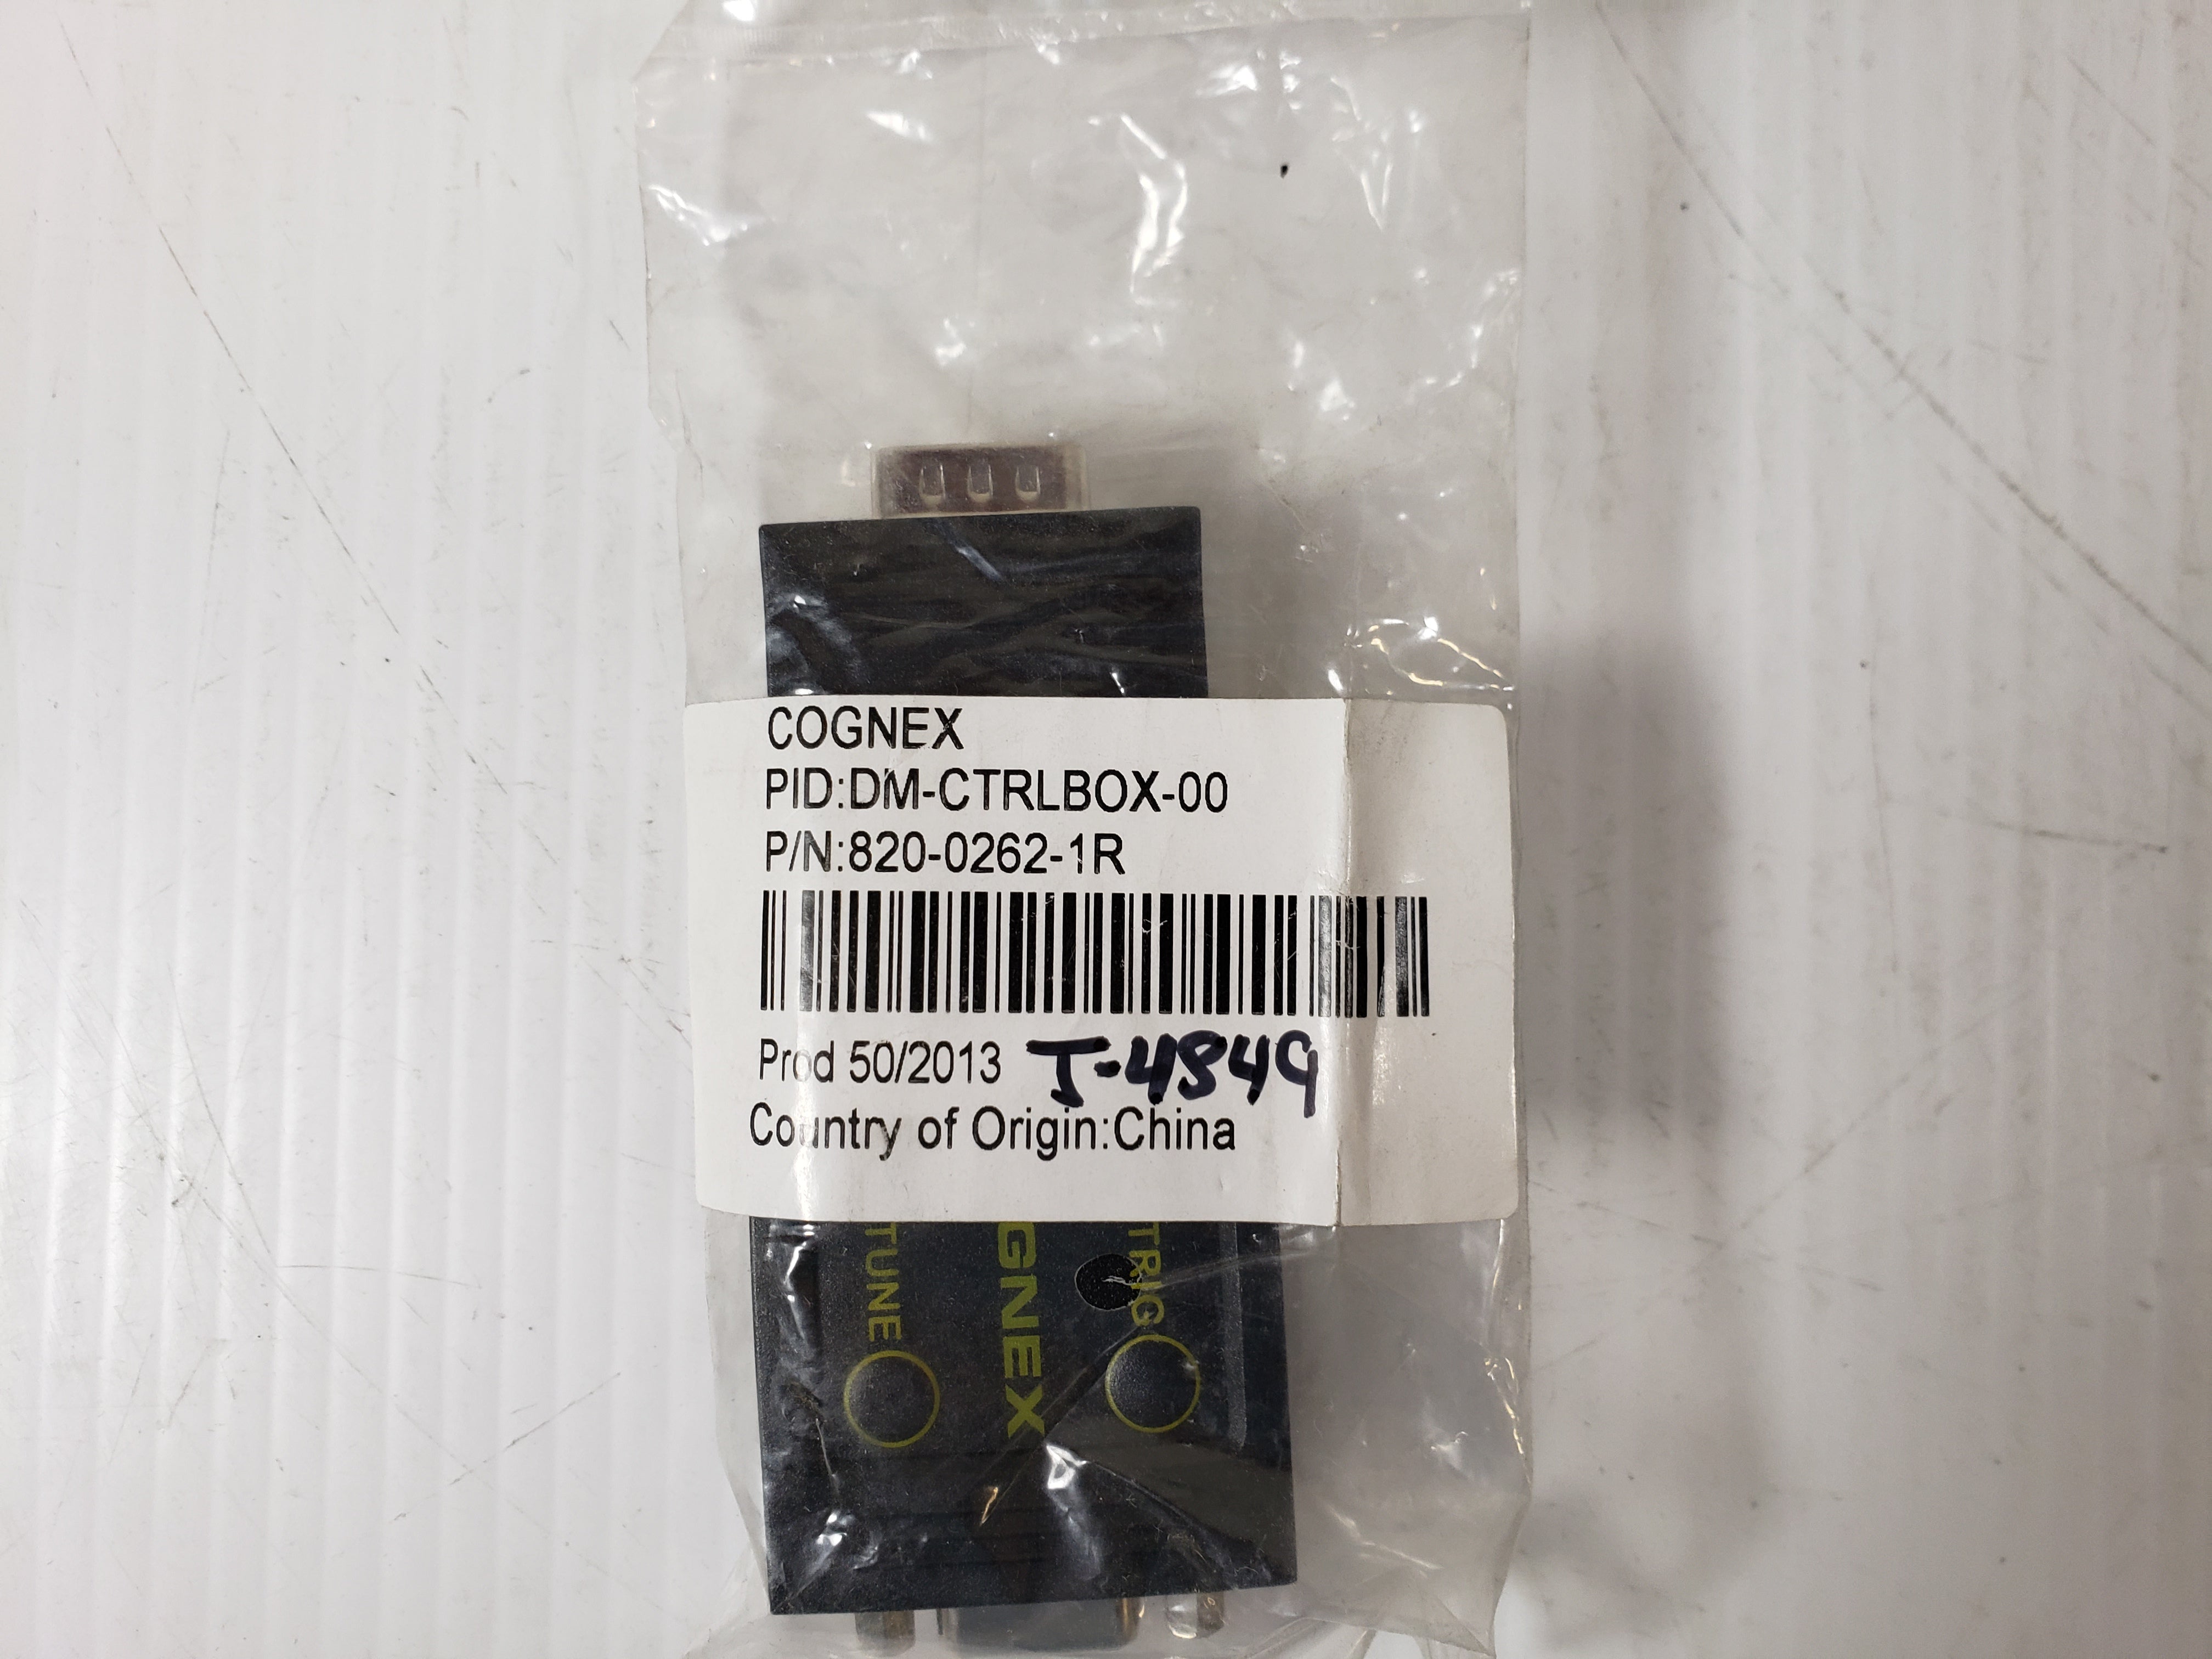 COGNEX
PID:DM-CTRLBOX-00
P/N:820-0262-1R
Prod 50/2013 J-4849
Country of Origin:China
TUNE
GNEX
TRIG